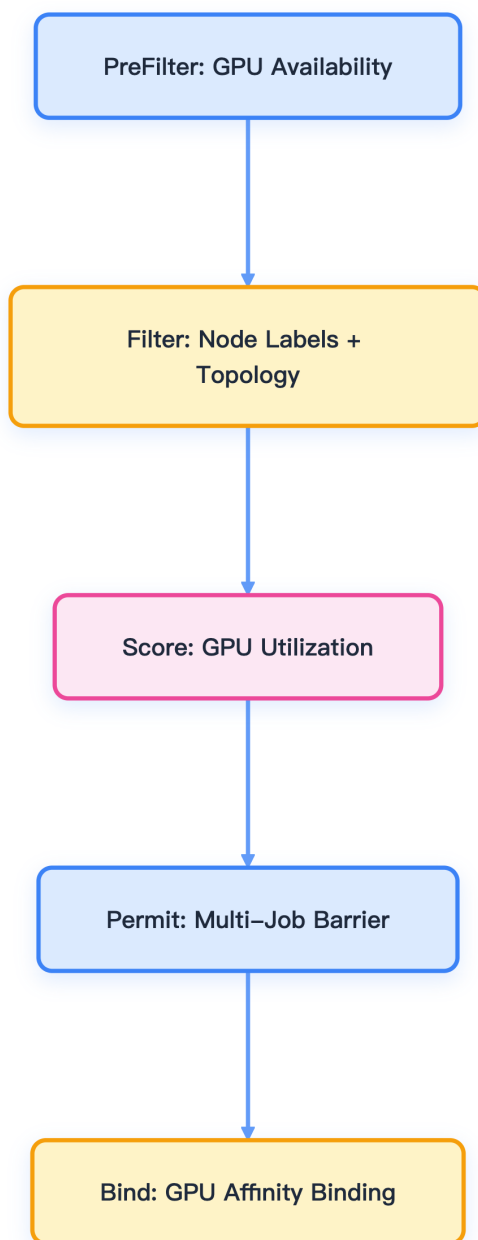 PreFilter: GPU Availability
Filter: Node Labels +
Topology
Score: GPU Utilization
Permit: Multi–Job Barrier
Bind: GPU Affinity Binding